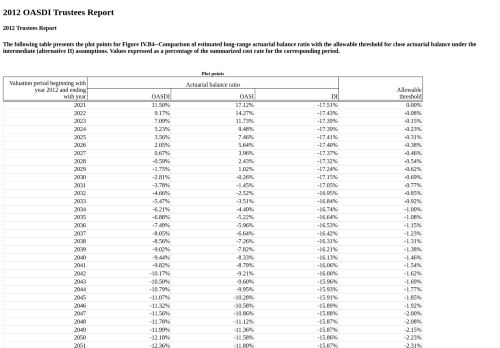 2012 OASDI Trustees Report
2012 Trustees Report
The following table presents the plot points for Figure IV.B4--Comparison of estimated long-range actuarial balance ratio with the allowable threshold for close actuarial balance under the
intermediate (alternative II) assumptions. Values expressed as a percentage of the summarized cost rate for the corresponding period.
Plot points
Valuation period beginning with
year 2012 and ending
with year
Actuarial balance ratio
Allowable
threshold
OASDI OASI DI
2021 11.50% 17.12% -17.51% 0.00%
2022 9.17% 14.27% -17.43% -0.08%
2023 7.09% 11.73% -17.39% -0.15%
2024 5.23% 9.48% -17.39% -0.23%
2025 3.56% 7.46% -17.41% -0.31%
2026 2.05% 5.64% -17.40% -0.38%
2027 0.67% 3.96% -17.37% -0.46%
2028 -0.59% 2.43% -17.32% -0.54%
2029 -1.75% 1.02% -17.24% -0.62%
2030 -2.81% -0.26% -17.15% -0.69%
2031 -3.78% -1.45% -17.05% -0.77%
2032 -4.66% -2.52% -16.95% -0.85%
2033 -5.47% -3.51% -16.84% -0.92%
2034 -6.21% -4.40% -16.74% -1.00%
2035 -6.88% -5.22% -16.64% -1.08%
2036 -7.49% -5.96% -16.53% -1.15%
2037 -8.05% -6.64% -16.42% -1.23%
2038 -8.56% -7.26% -16.31% -1.31%
2039 -9.02% -7.82% -16.21% -1.38%
2040 -9.44% -8.33% -16.13% -1.46%
2041 -9.82% -8.79% -16.06% -1.54%
2042 -10.17% -9.21% -16.00% -1.62%
2043 -10.50% -9.60% -15.96% -1.69%
2044 -10.79% -9.95% -15.93% -1.77%
2045 -11.07% -10.28% -15.91% -1.85%
2046 -11.32% -10.58% -15.89% -1.92%
2047 -11.56% -10.86% -15.88% -2.00%
2048 -11.78% -11.12% -15.87% -2.08%
2049 -11.99% -11.36% -15.87% -2.15%
2050 -12.18% -11.58% -15.87% -2.23%
2051 -12.36% -11.80% -15.87% -2.31%